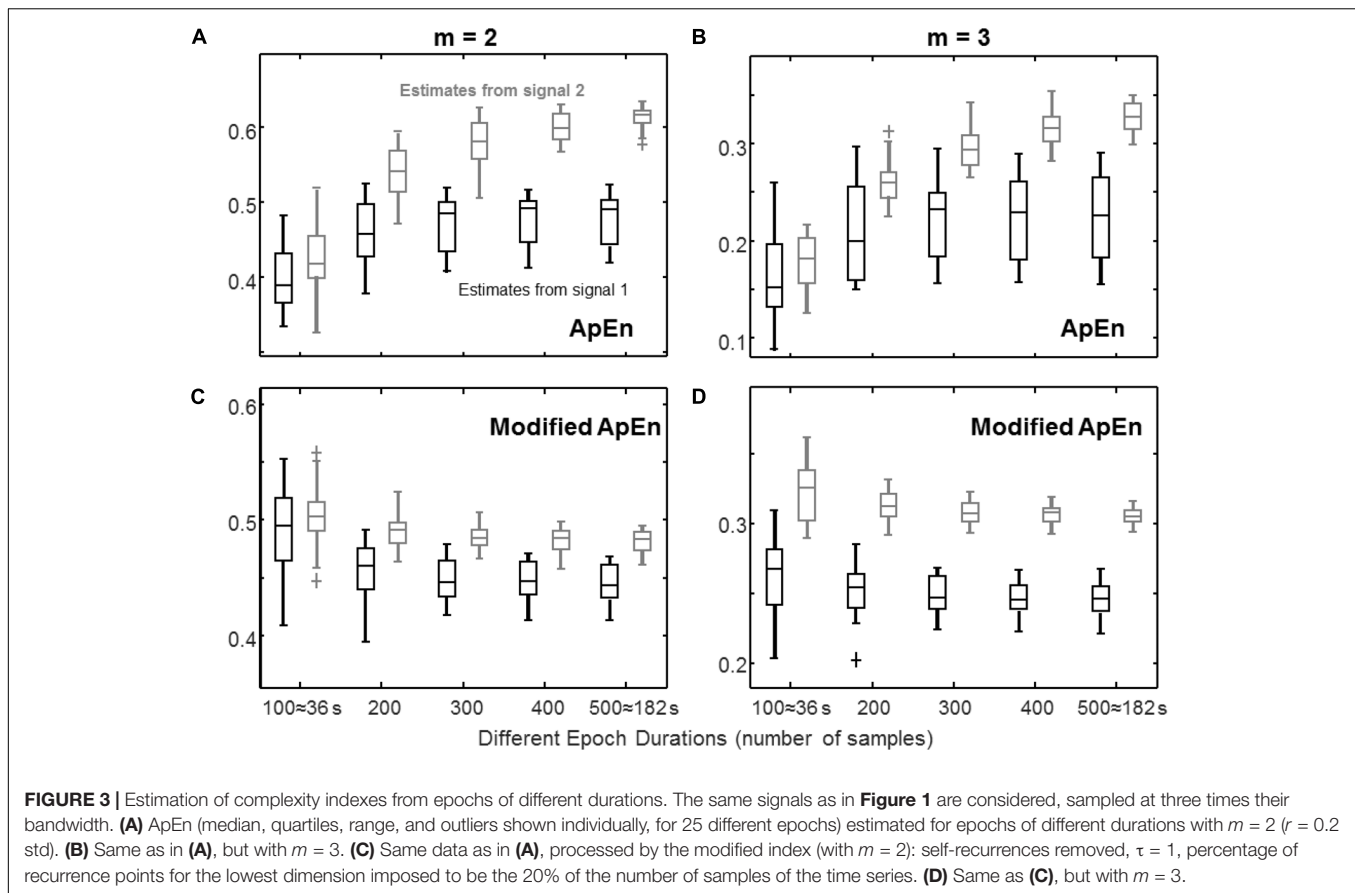 A
m = 2
B
m = 3
Estimates from signal 2
0.6
0.5
0.4
Estimates from signal 1
ApEn
0.3
0.2
0.1
ApEn
C
D
0.6
0.5
0.4
Modified ApEn
0.3
0.2
Modified ApEn
100≈36 s 200 300 400 500≈182 s
100≈36 s 200 300 400 500≈182 s
Different Epoch Durations (number of samples)
FIGURE 3 | Estimation of complexity indexes from epochs of different durations. The same signals as in Figure 1 are considered, sampled at three times their
bandwidth. (A) ApEn (median, quartiles, range, and outliers shown individually, for 25 different epochs) estimated for epochs of different durations with m = 2 (r = 0.2
std). (B) Same as in (A), but with m = 3. (C) Same data as in (A), processed by the modified index (with m = 2): self-recurrences removed, τ = 1, percentage of
recurrence points for the lowest dimension imposed to be the 20% of the number of samples of the time series. (D) Same as (C), but with m = 3.